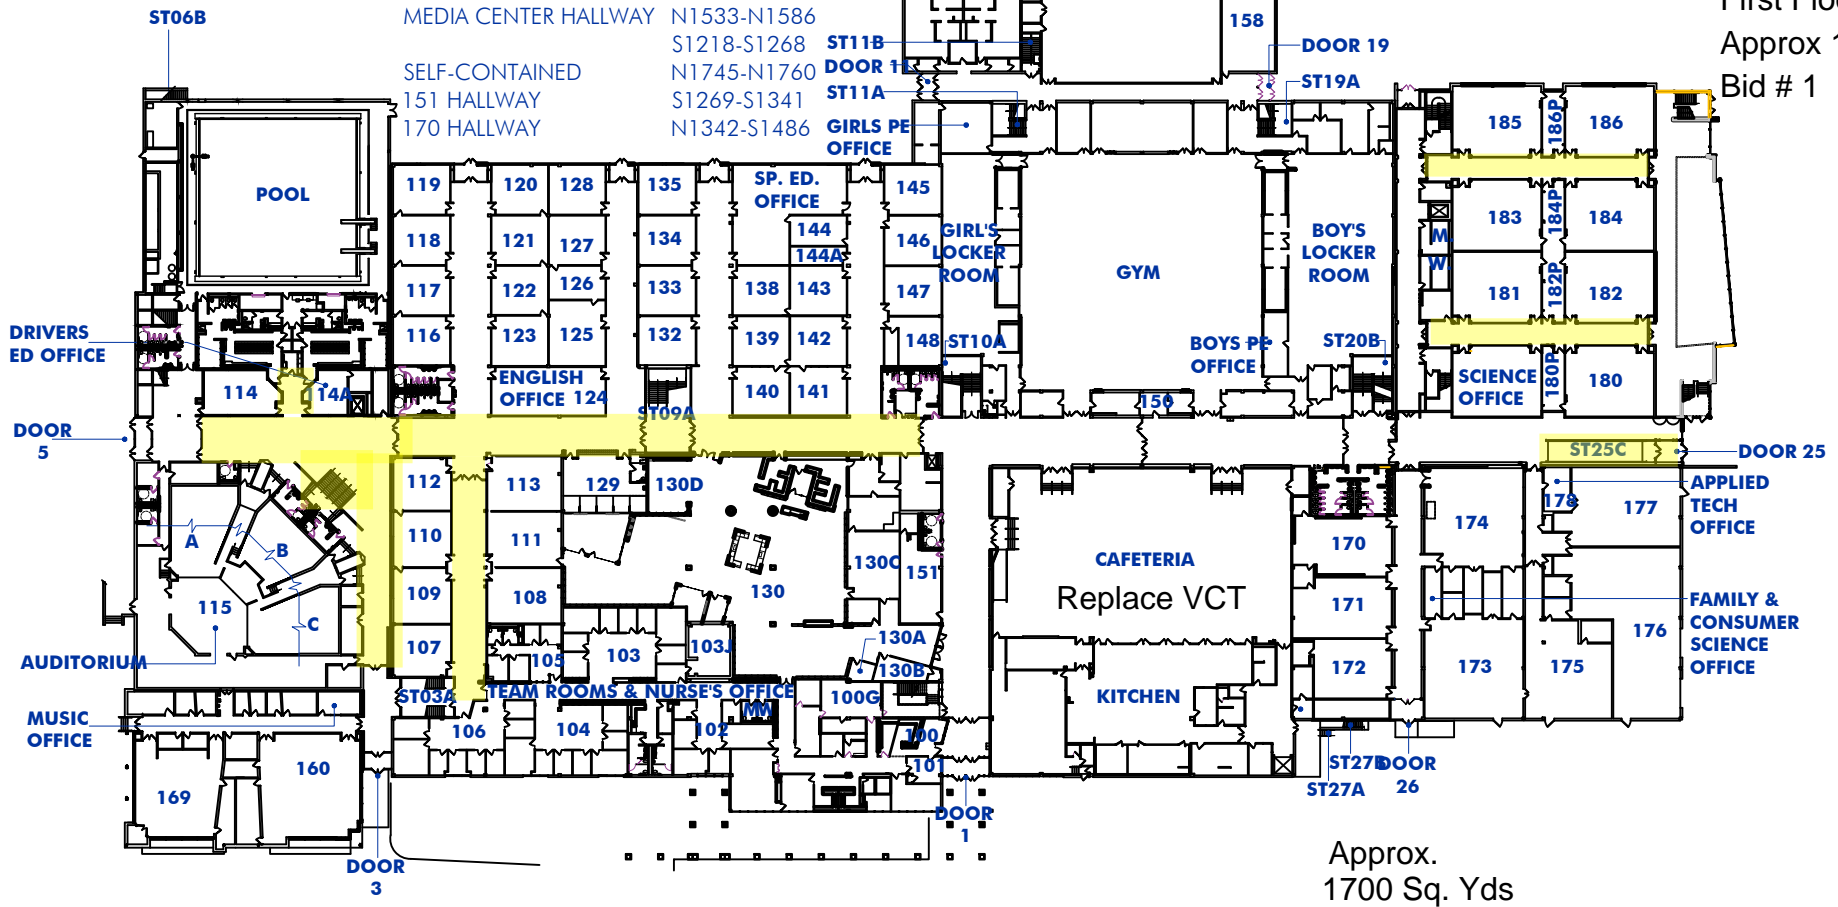 ST06B
MEDIA CENTER HALLWAY N1533-N1586
S1218-S1268
SELF-CONTAINED N1745-N1760
151 HALLWAY S1269-S1341
170 HALLWAY N1342-S1486
ST11B
DOOR 11
ST11A
GIRLS PE
OFFICE
158
DOOR 19
ST19A
Approx 1
Bid # 1
185
186P
186
POOL
119
120
128
135
SP. ED.
OFFICE
145
118
121
127
134
144
144A
146
GIRL'S
LOCKER
ROOM
GYM
BOY'S
LOCKER
ROOM
183
184P
184
M.
W.
117
122
126
133
138
143
147
181
182P
182
DRIVERS
ED OFFICE
116
123
125
132
139
142
148
ST10A
BOYS PE
OFFICE
ST20B
114
114A
ENGLISH
OFFICE 124
ST09A
140
141
150
SCIENCE
OFFICE
180P
180
DOOR
5
ST25C
DOOR 25
112
113
129
130D
APPLIED
TECH
OFFICE
178
177
174
A
B
110
111
130C
151
CAFETERIA
170
115
C
109
108
130
Replace VCT
171
FAMILY &
CONSUMER
SCIENCE
OFFICE
AUDITORIUM
107
105
103
103J
130A
130B
172
173
175
176
ST03A
TEAM ROOMS & NURSE'S OFFICE
100G
KITCHEN
MUSIC
OFFICE
106
104
102
100
101
160
169
ST27B
DOOR
26
ST27A
DOOR
1
DOOR
3
Approx.
1700 Sq. Yds